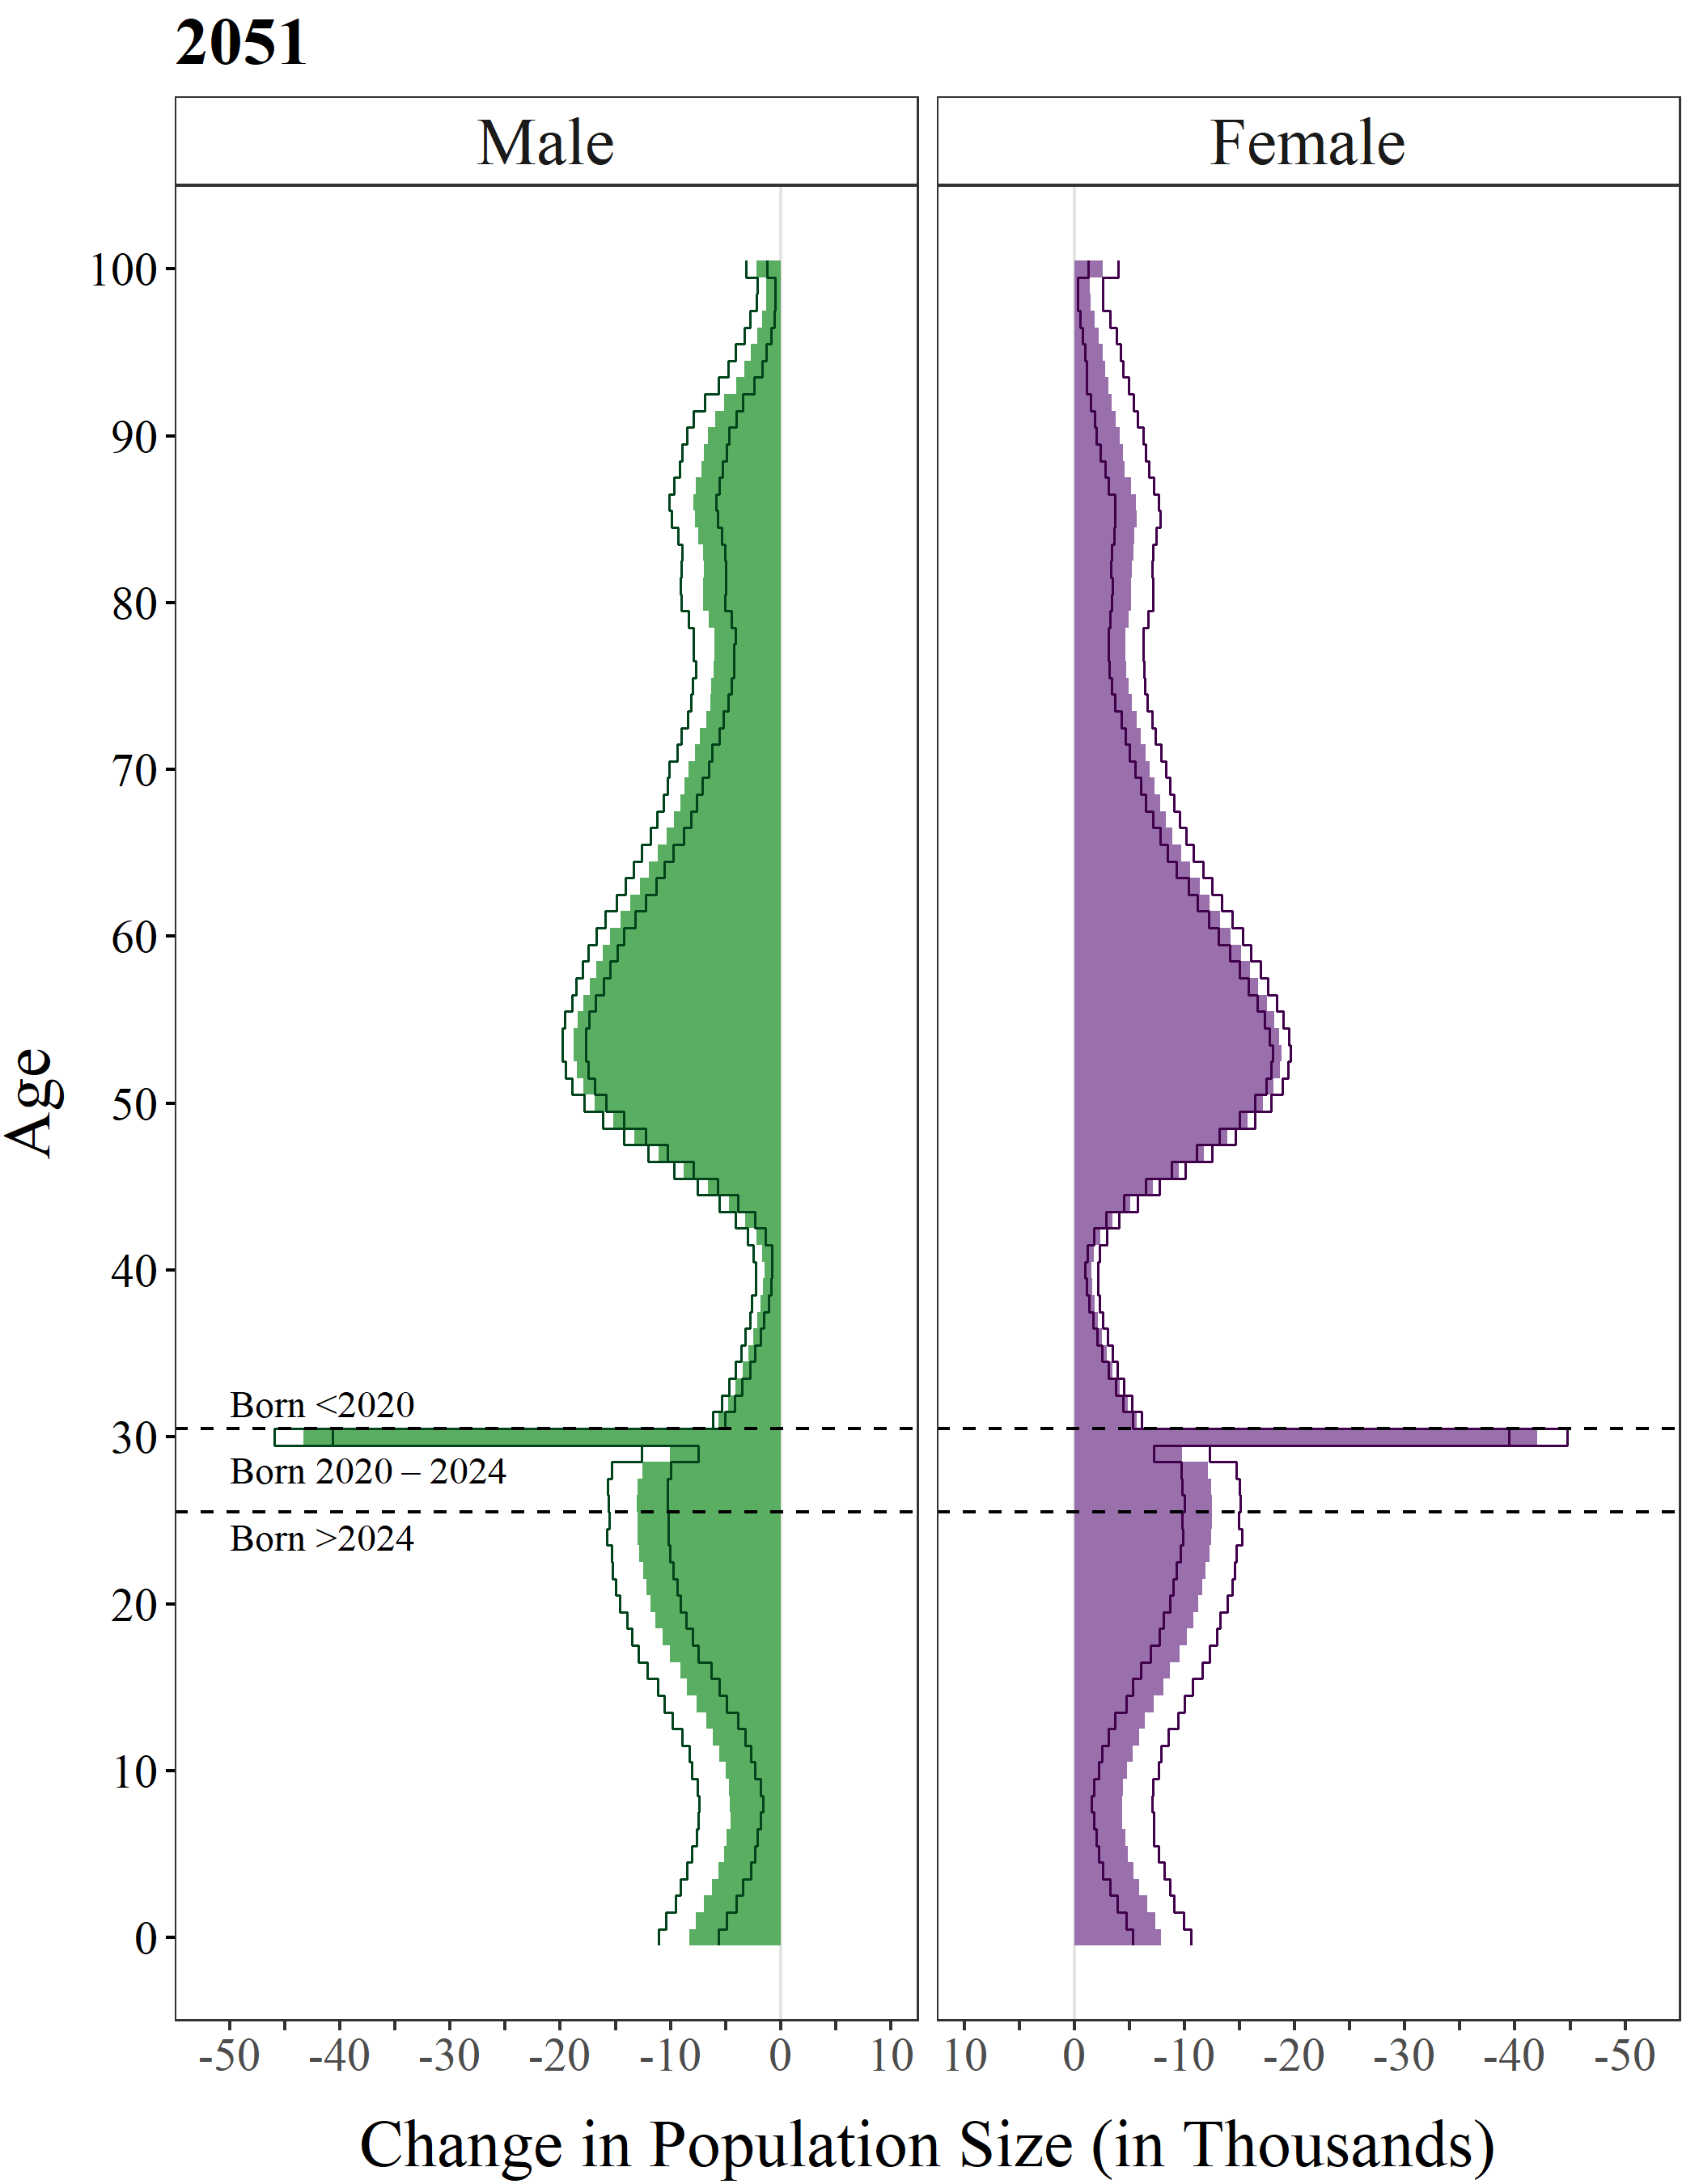 2051
Male Female
100
90
80
70
60
50
40
30
20
10
0
Age
Born <2020
Born 2020 – 2024
Born >2024
-50 -40 -30 -20 -10 0 10 10 0 -10 -20 -30 -40 -50
Change in Population Size (in Thousands)